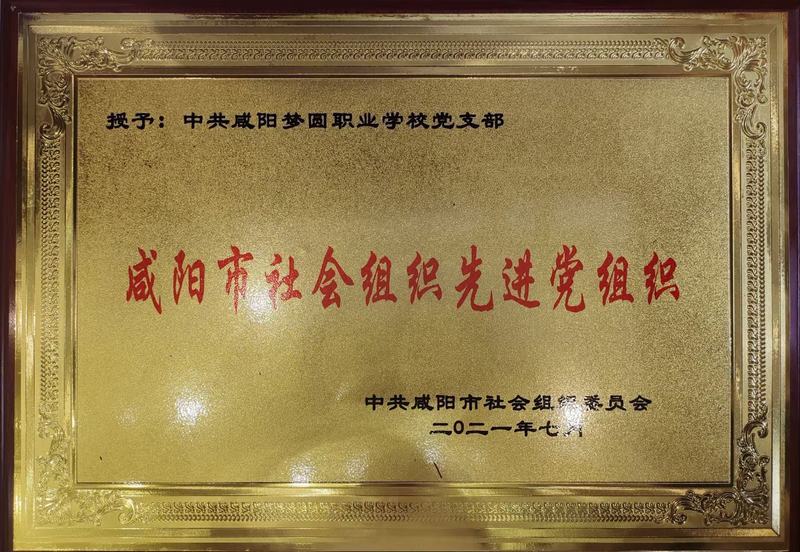 授予：中共咸阳梦圆职业学校党支部
咸阳市社会组织先进党组织
中共咸阳市社会组织委员会
二0二一年七月